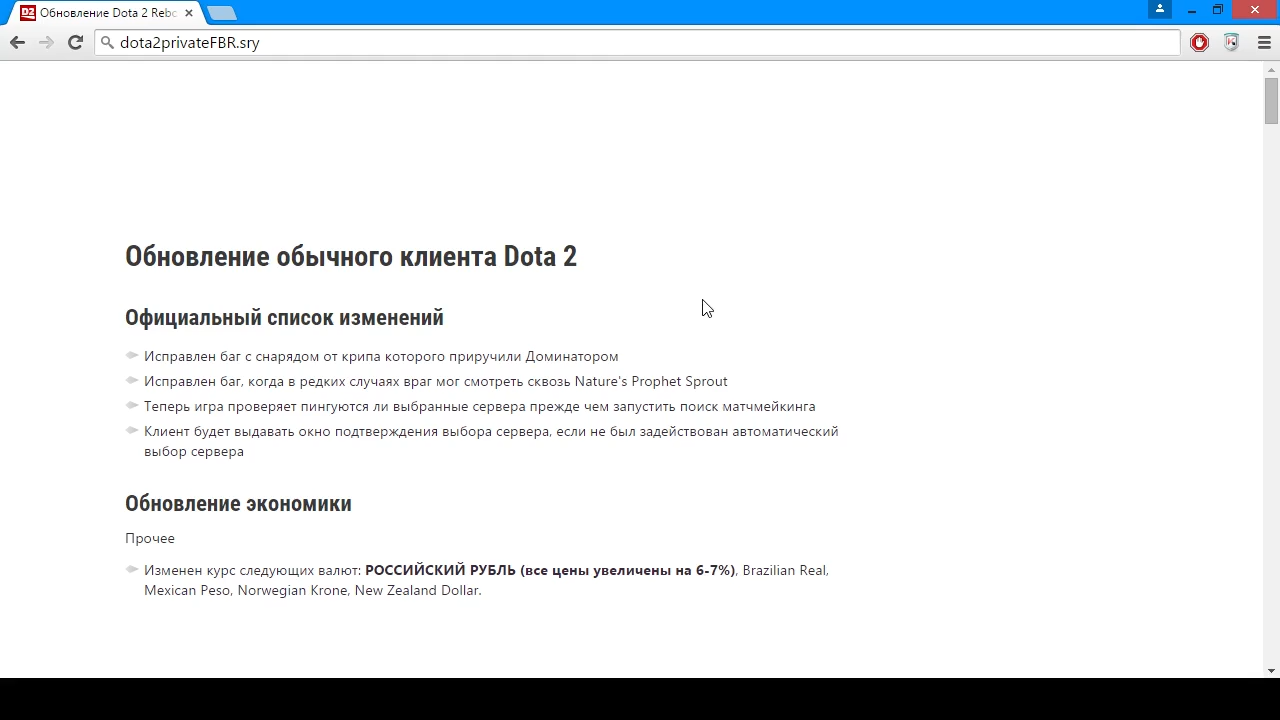 D2 Обновление Dota 2 Rebo
dota2privateFBR.sry
Обновление обычного клиента Dota 2
Официальный список изменений
Исправлен баг с снарядом от крипа которого приручили Доминатором
Исправлен баг, когда в редких случаях враг мог смотреть сквозь Nature's Prophet Sprout
Теперь игра проверяет пингуются ли выбранные сервера прежде чем запустить поиск матчмейкинга
Клиент будет выдавать окно подтверждения выбора сервера, если не был задействован автоматический
выбор сервера
Обновление экономики
Прочее
Изменен курс следующих валют: РОССИЙСКИЙ РУБЛЬ (все цены увеличены на 6-7%), Brazilian Real,
Mexican Peso, Norwegian Krone, New Zealand Dollar.